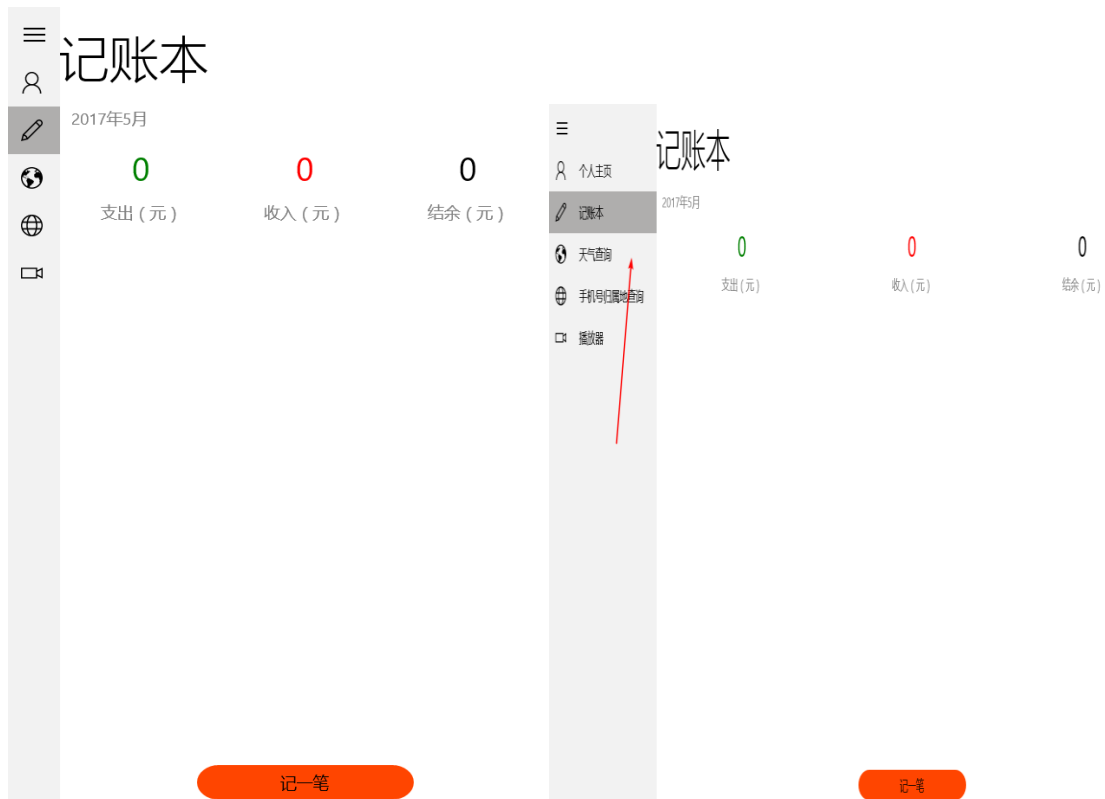 记账本
2017年5月
0 0 0
支出 ( 元 ) 收入 ( 元 ) 结余 ( 元 )
记一笔
个人主页
记账本
天气查询
手机号归属地查询
播放器
记账本
2017年5月
0 0 0
支出 ( 元 ) 收入 ( 元 ) 结余 ( 元 )
记一笔